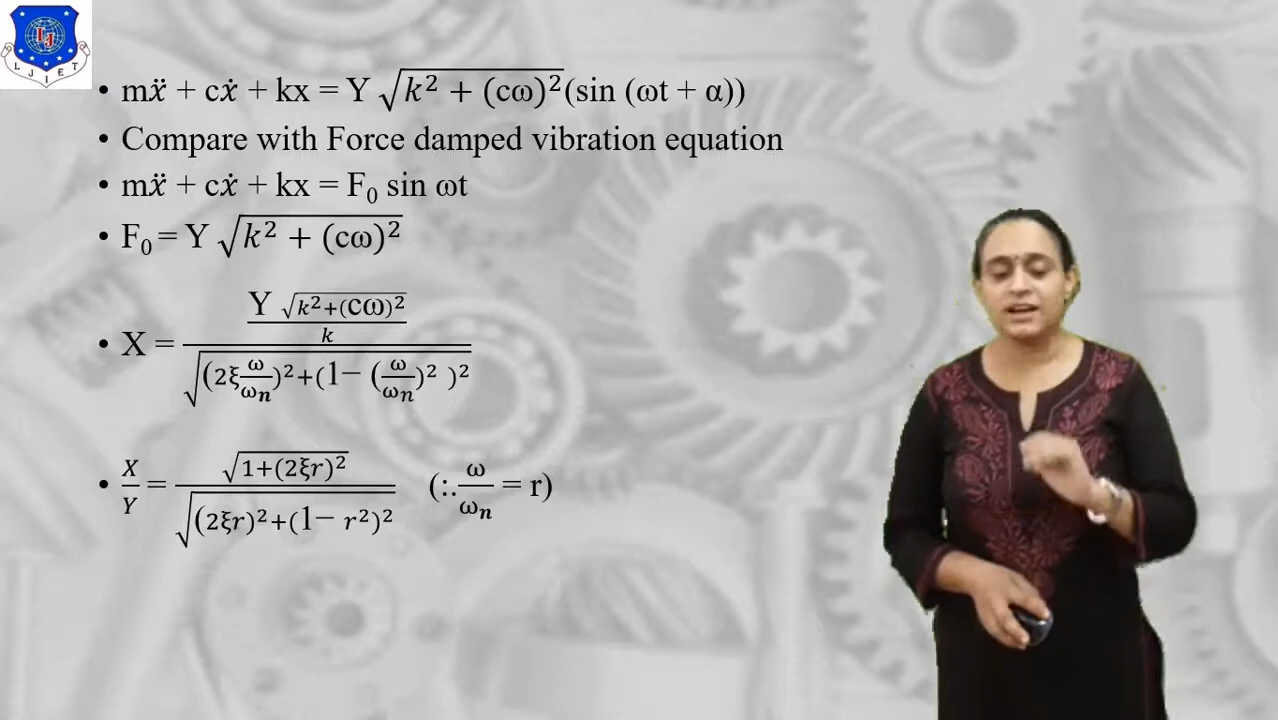 L J I E T
• mẍ + cẋ + kx = Y √(k² + (cω)²)(sin (ωt + α))
• Compare with Force damped vibration equation
• mẍ + cẋ + kx = F₀ sin ωt
• F₀ = Y √(k² + (cω)²)
• X = (Y √(k²+(cω)²) / k) / √((2ξ ω/ωₙ)²+(1− (ω/ωₙ)² )²)
• X/Y = √(1+(2ξr)²) / √((2ξr)²+(1− r²)²) (:. ω/ωₙ = r)